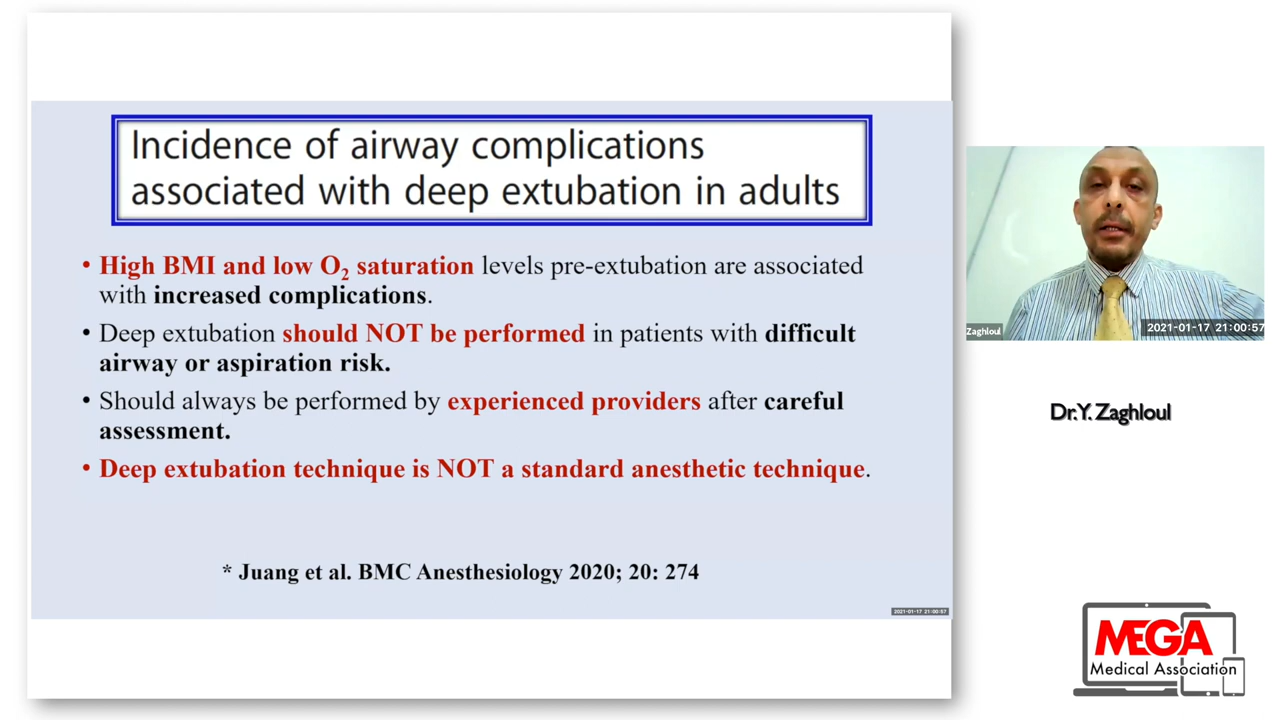 Incidence of airway complications
associated with deep extubation in adults
• High BMI and low O₂ saturation levels pre-extubation are associated
with increased complications.
• Deep extubation should NOT be performed in patients with difficult
airway or aspiration risk.
• Should always be performed by experienced providers after careful
assessment.
• Deep extubation technique is NOT a standard anesthetic technique.
* Juang et al. BMC Anesthesiology 2020; 20: 274
2021-01-17 21:00:57
Zaghloul
2021-01-17 21:00:57
Dr.Y. Zaghloul
MEGA
Medical Association